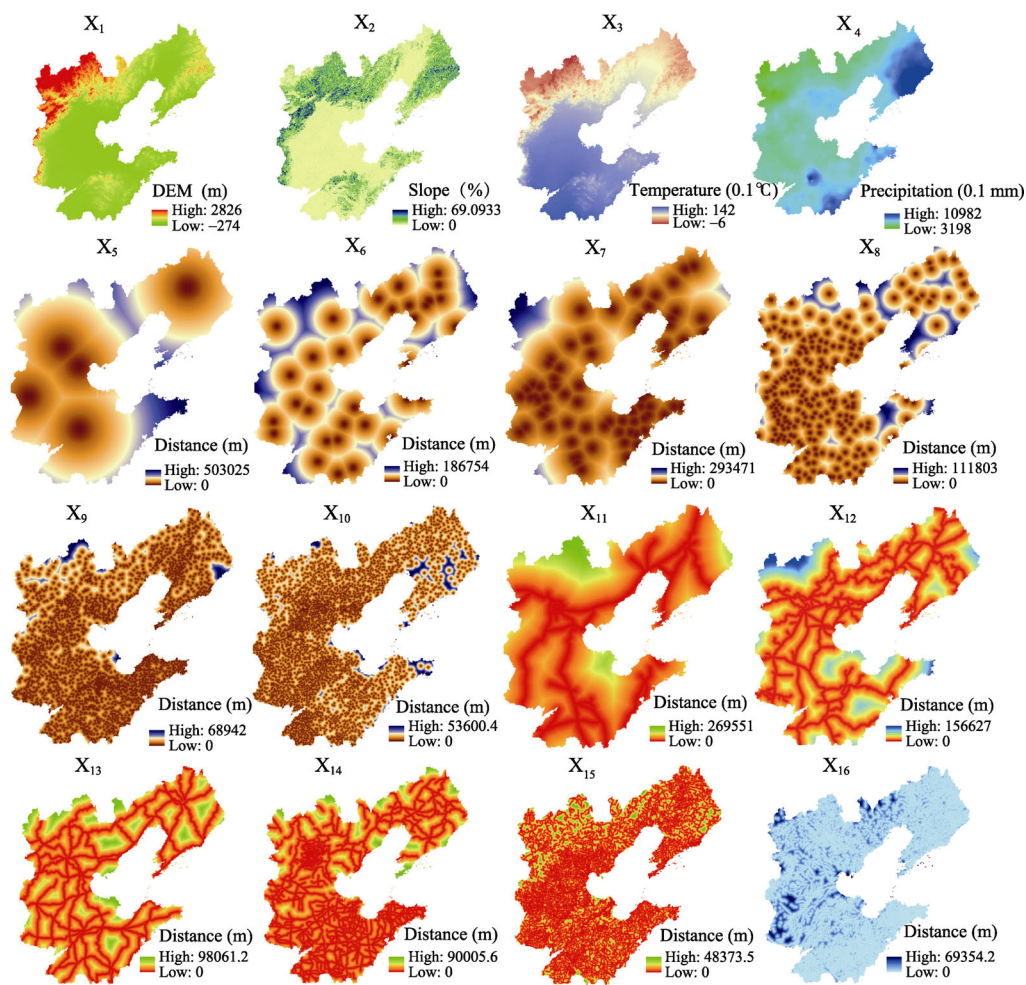 X1
X2
X3
X4
DEM (m)
High: 2826
Low: −274
Slope (%)
High: 69.0933
Low: 0
Temperature (0.1℃)
High: 142
Low: −6
Precipitation (0.1 mm)
High: 10982
Low: 3198
X5
X6
X7
X8
Distance (m)
High: 503025
Low: 0
Distance (m)
High: 186754
Low: 0
Distance (m)
High: 293471
Low: 0
Distance (m)
High: 111803
Low: 0
X9
X10
X11
X12
Distance (m)
High: 68942
Low: 0
Distance (m)
High: 53600.4
Low: 0
Distance (m)
High: 269551
Low: 0
Distance (m)
High: 156627
Low: 0
X13
X14
X15
X16
Distance (m)
High: 98061.2
Low: 0
Distance (m)
High: 90005.6
Low: 0
Distance (m)
High: 48373.5
Low: 0
Distance (m)
High: 69354.2
Low: 0